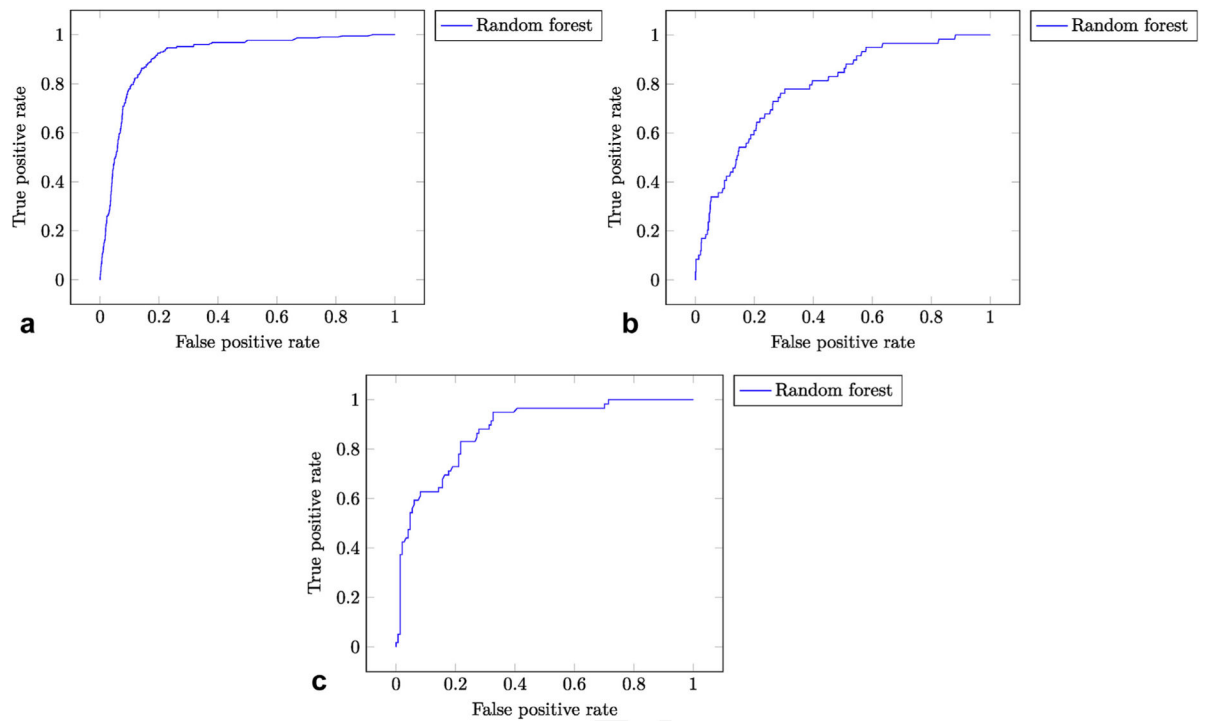 Random forest
1
0.8
0.6
0.4
0.2
0
True positive rate
0 0.2 0.4 0.6 0.8 1
False positive rate
a
Random forest
1
0.8
0.6
0.4
0.2
0
True positive rate
0 0.2 0.4 0.6 0.8 1
False positive rate
b
Random forest
1
0.8
0.6
0.4
0.2
0
True positive rate
0 0.2 0.4 0.6 0.8 1
False positive rate
c